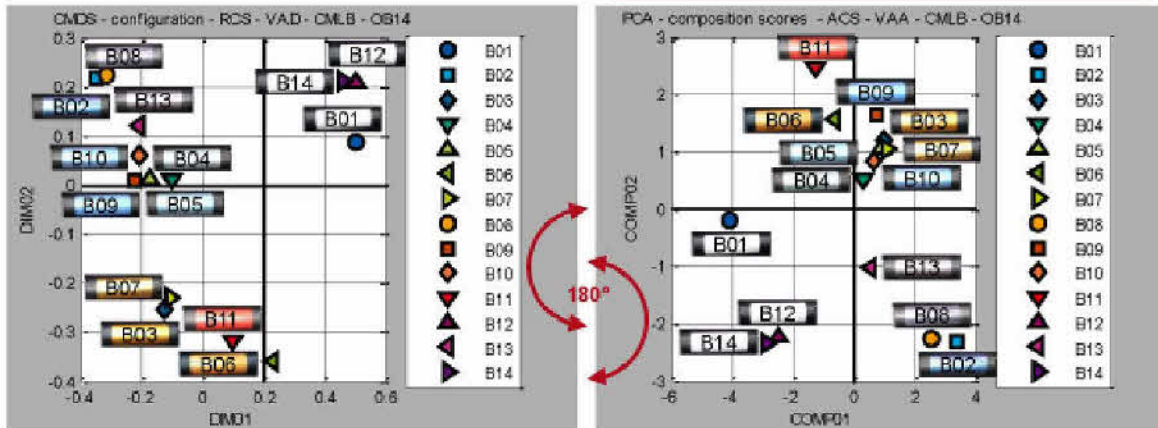 CMDS - configuration - RCS - VAD - CMLB - OB14
0.3
0.2
0.1
0
-0.1
-0.2
-0.3
-0.4
DIM02
-0.4
-0.2
0
0.2
0.4
0.6
DIM01
B08
B12
B02
B13
B14
B01
B10
B04
B09
B05
B07
B03
B11
B06
B01
B02
B03
B04
B05
B06
B07
B08
B09
B10
B11
B12
B13
B14
180°
PCA - composition scores - ACS - VAA - CMLB - OB14
3
2
1
0
-1
-2
-3
COMP02
-6
-4
-2
0
2
4
COMP01
B11
B09
B06
B03
B05
B07
B04
B10
B01
B13
B12
B08
B14
B02
B01
B02
B03
B04
B05
B06
B07
B08
B09
B10
B11
B12
B13
B14